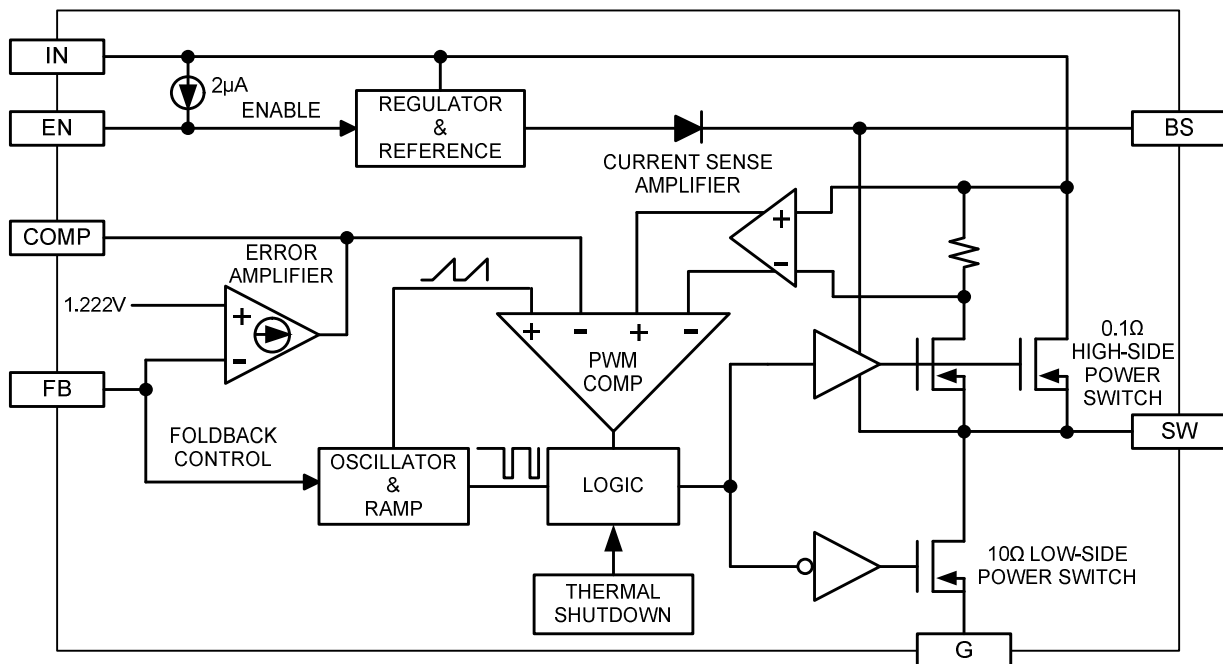 IN
2µA
EN
ENABLE
REGULATOR
&
REFERENCE
BS
CURRENT SENSE
AMPLIFIER
COMP
ERROR
AMPLIFIER
1.222V
+
-
+
-
+
-
+
-
PWM
COMP
0.1Ω
HIGH-SIDE
POWER
SWITCH
FB
SW
FOLDBACK
CONTROL
OSCILLATOR
&
RAMP
LOGIC
10Ω LOW-SIDE
POWER SWITCH
THERMAL
SHUTDOWN
G